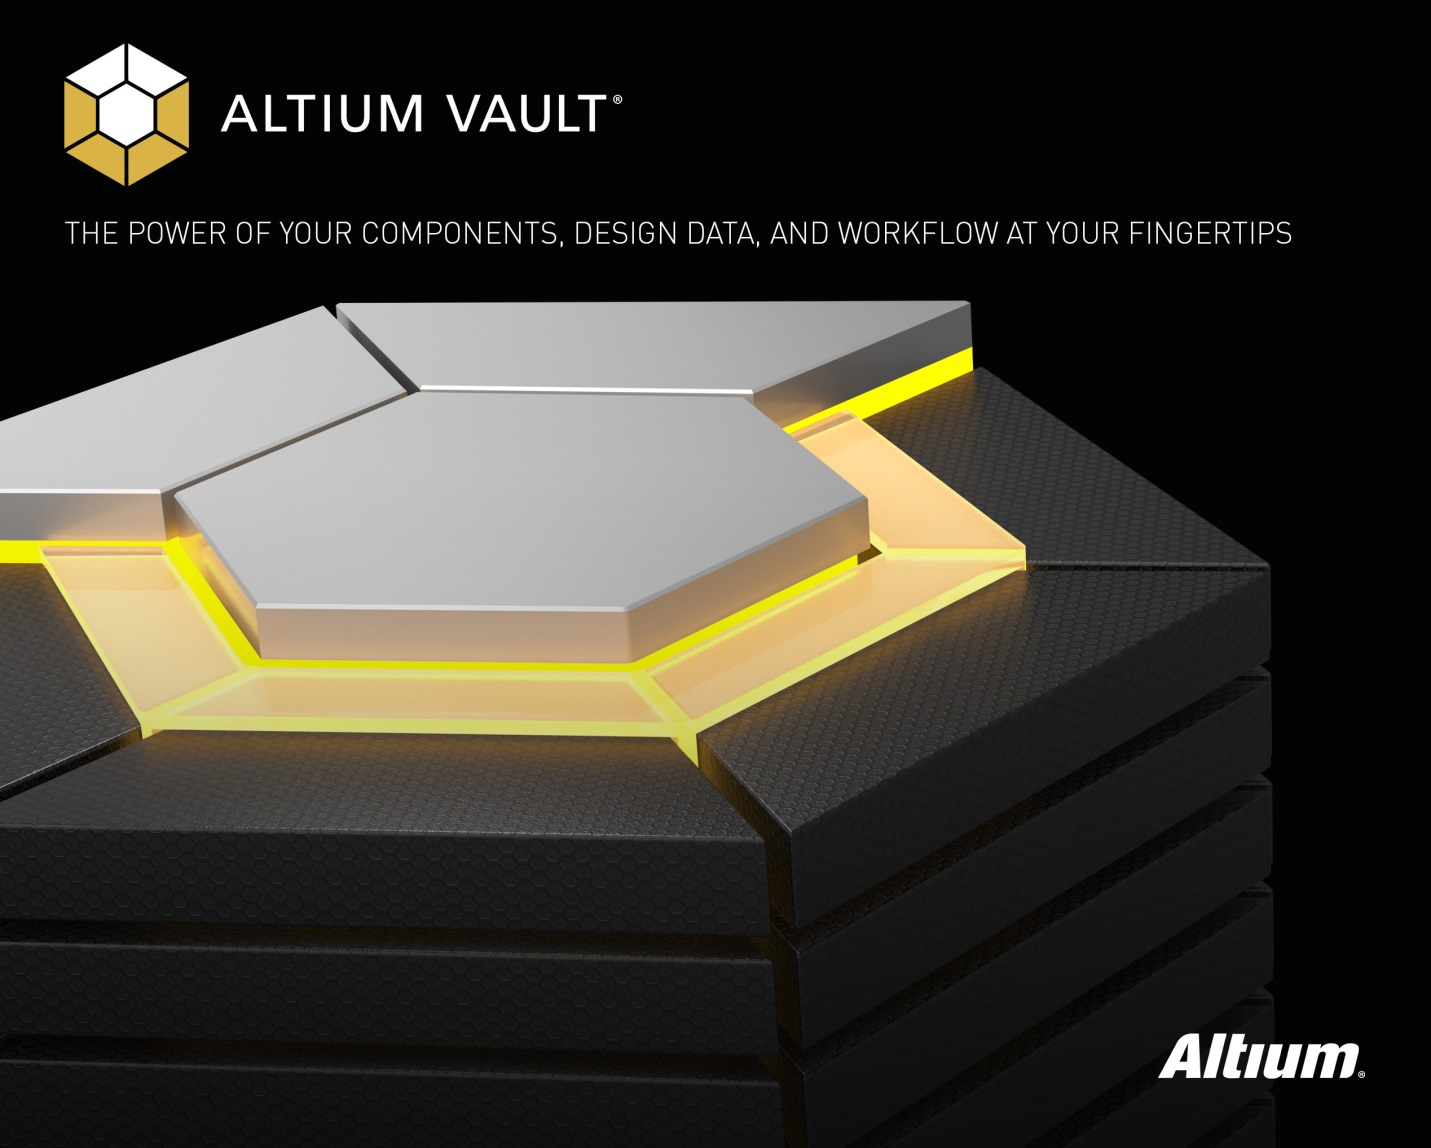 ALTIUM VAULT®
THE POWER OF YOUR COMPONENTS, DESIGN DATA, AND WORKFLOW AT YOUR FINGERTIPS
Altium®